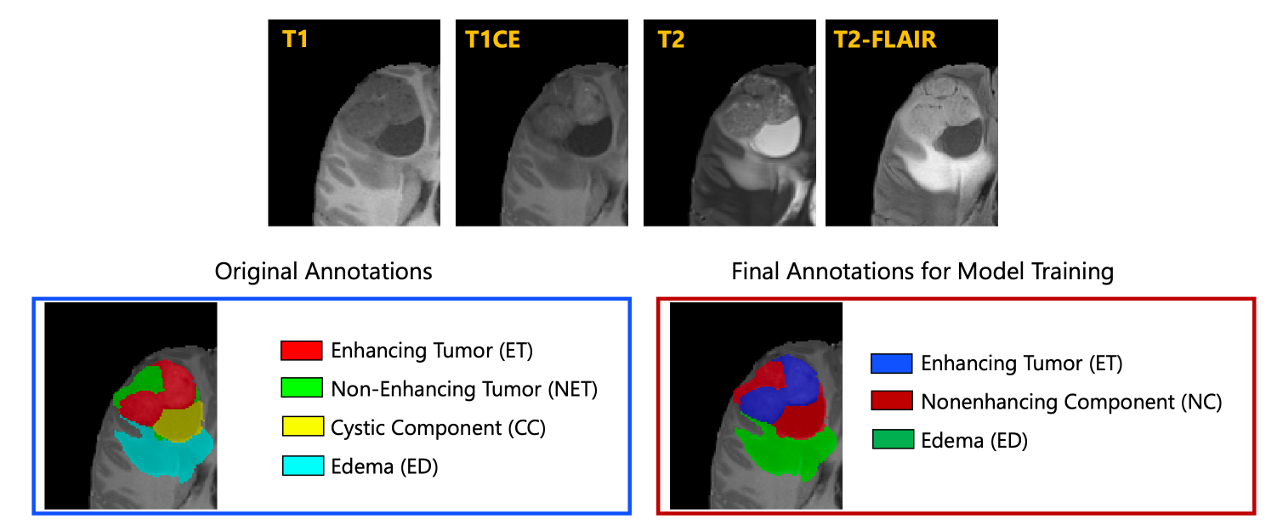 T1
T1CE
T2
T2-FLAIR
Original Annotations
Enhancing Tumor (ET)
Non-Enhancing Tumor (NET)
Cystic Component (CC)
Edema (ED)
Final Annotations for Model Training
Enhancing Tumor (ET)
Nonenhancing Component (NC)
Edema (ED)